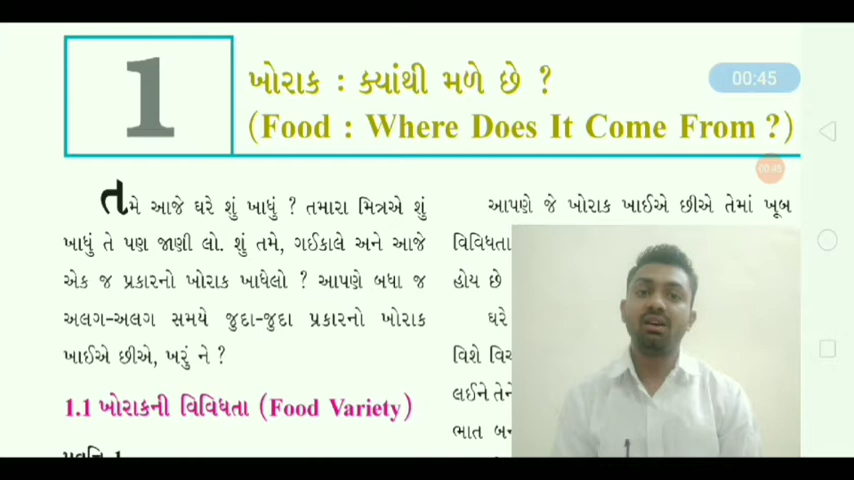 1
ખોરાક : ક્યાંથી મળે છે ?
(Food : Where Does It Come From ?)
00:45
00:45
તમે આજે ઘરે શું ખાધું ? તમારા મિત્રએ શું
ખાધું તે પણ જાણી લો. શું તમે, ગઈકાલે અને આજે
એક જ પ્રકારનો ખોરાક ખાધેલો ? આપણે બધા જ
અલગ-અલગ સમયે જુદા-જુદા પ્રકારનો ખોરાક
ખાઈએ છીએ, ખરું ને ?
1.1 ખોરાકની વિવિધતા (Food Variety)
આપણે જે ખોરાક ખાઈએ છીએ તેમાં ખૂબ
વિવિધતા
હોય છે
ઘરે
વિશે
લઈને તેને
ભાત